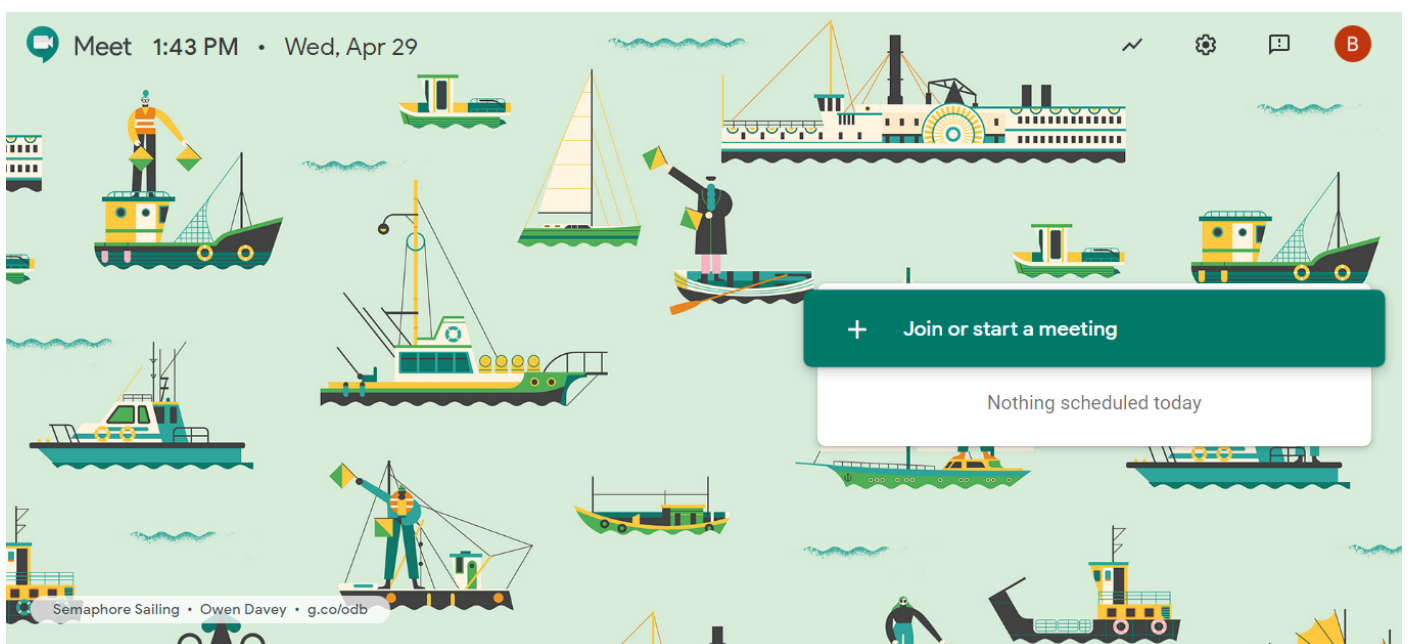 Meet 1:43 PM • Wed, Apr 29
B
Join or start a meeting
Nothing scheduled today
Semaphore Sailing • Owen Davey • g.co/odb